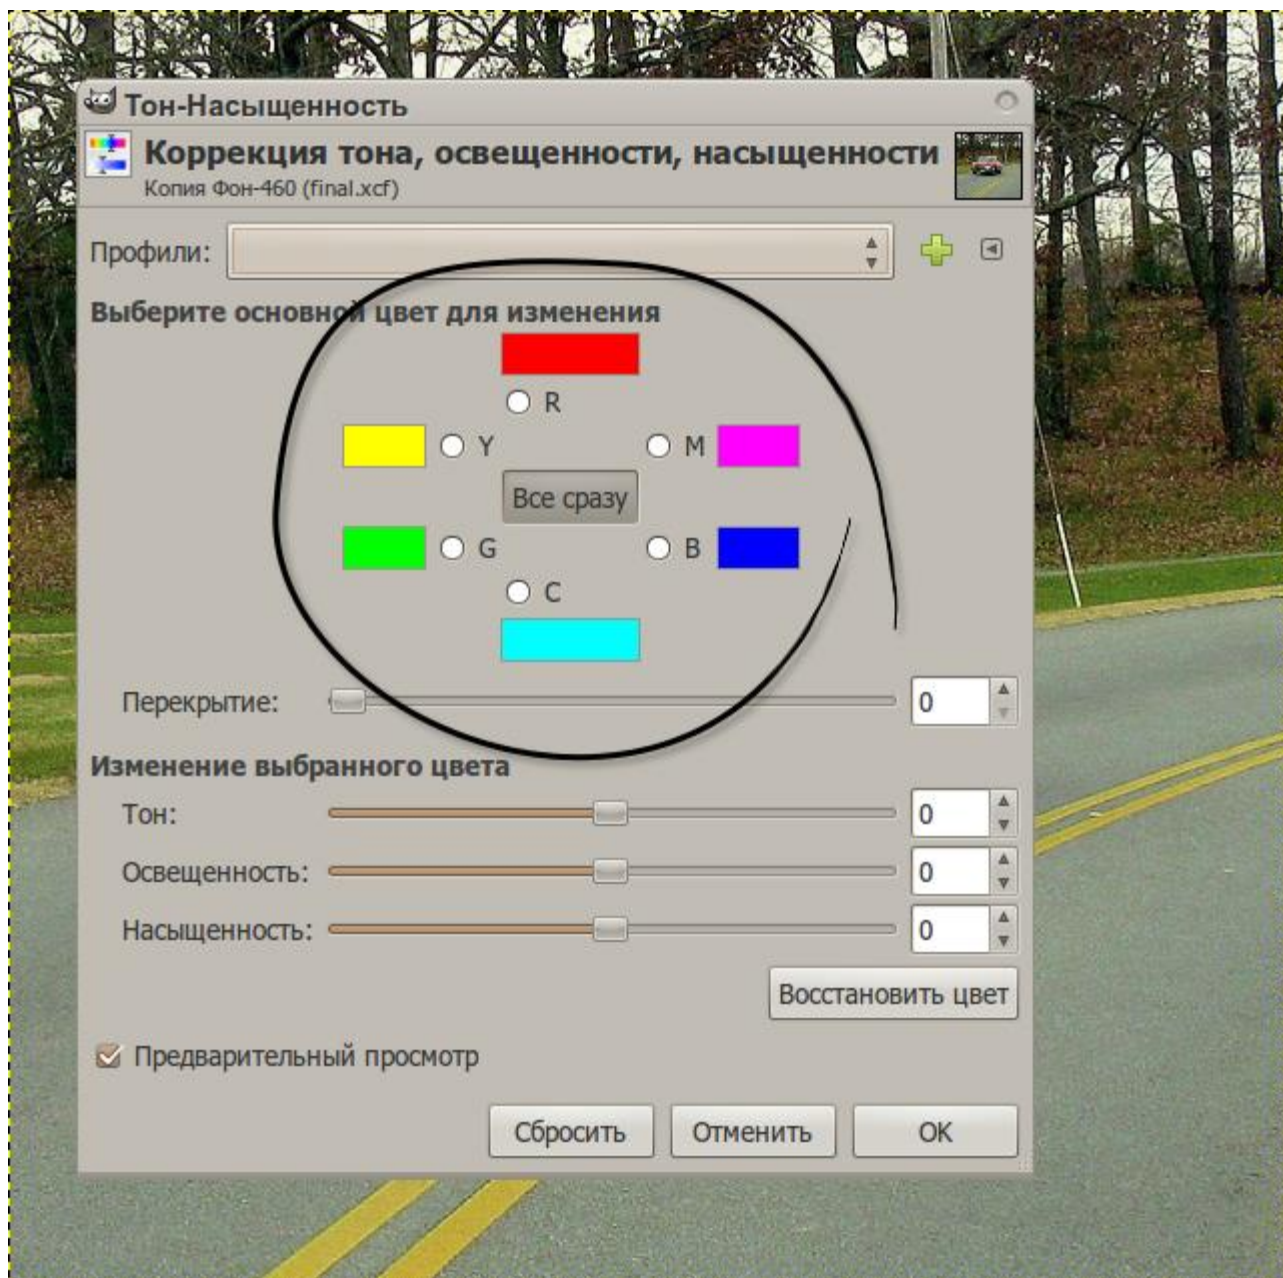 Тон-Насыщенность
Коррекция тона, освещенности, насыщенности
Копия Фон-460 (final.xcf)
Профили:
Выберите основной цвет для изменения
R
Y M
Все сразу
G B
C
Перекрытие: 0
Изменение выбранного цвета
Тон: 0
Освещенность: 0
Насыщенность: 0
Восстановить цвет
Предварительный просмотр
Сбросить Отменить OK